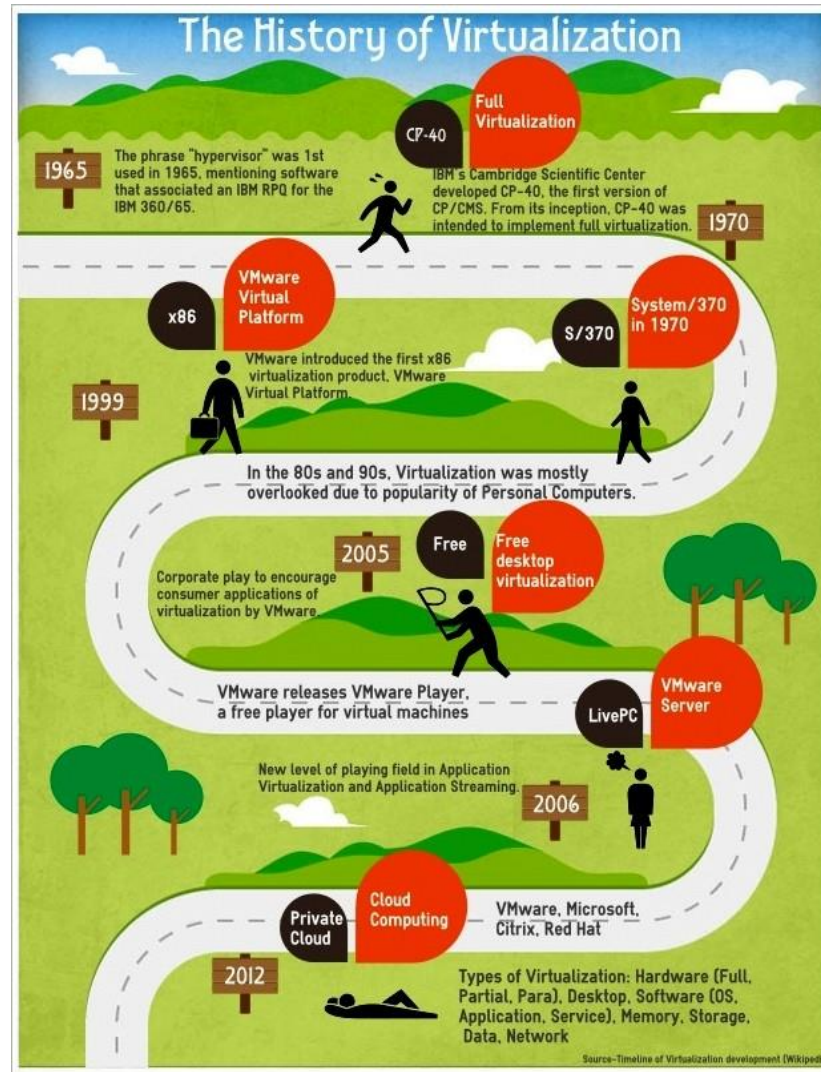 The History of Virtualization
Full
Virtualization
CP-40
1965
The phrase "hypervisor" was 1st
used in 1965, mentioning software
that associated an IBM RPQ for the
IBM 360/65.
IBM's Cambridge Scientific Center
developed CP-40, the first version of
CP/CMS. From its inception, CP-40 was
intended to implement full virtualization.
1970
x86
VMware
Virtual
Platform
S/370
System/370
in 1970
VMware introduced the first x86
virtualization product, VMware
Virtual Platform.
1999
In the 80s and 90s, Virtualization was mostly
overlooked due to popularity of Personal Computers.
2005
Free
Free
desktop
virtualization
Corporate play to encourage
consumer applications of
virtualization by VMware.
VMware releases VMware Player,
a free player for virtual machines
LivePC
VMware
Server
New level of playing field in Application
Virtualization and Application Streaming.
2006
Private
Cloud
Cloud
Computing
VMware, Microsoft,
Citrix, Red Hat
2012
Types of Virtualization: Hardware (Full,
Partial, Para), Desktop, Software (OS,
Application, Service), Memory, Storage,
Data, Network
Source-Timeline of Virtualization development (Wikipedi